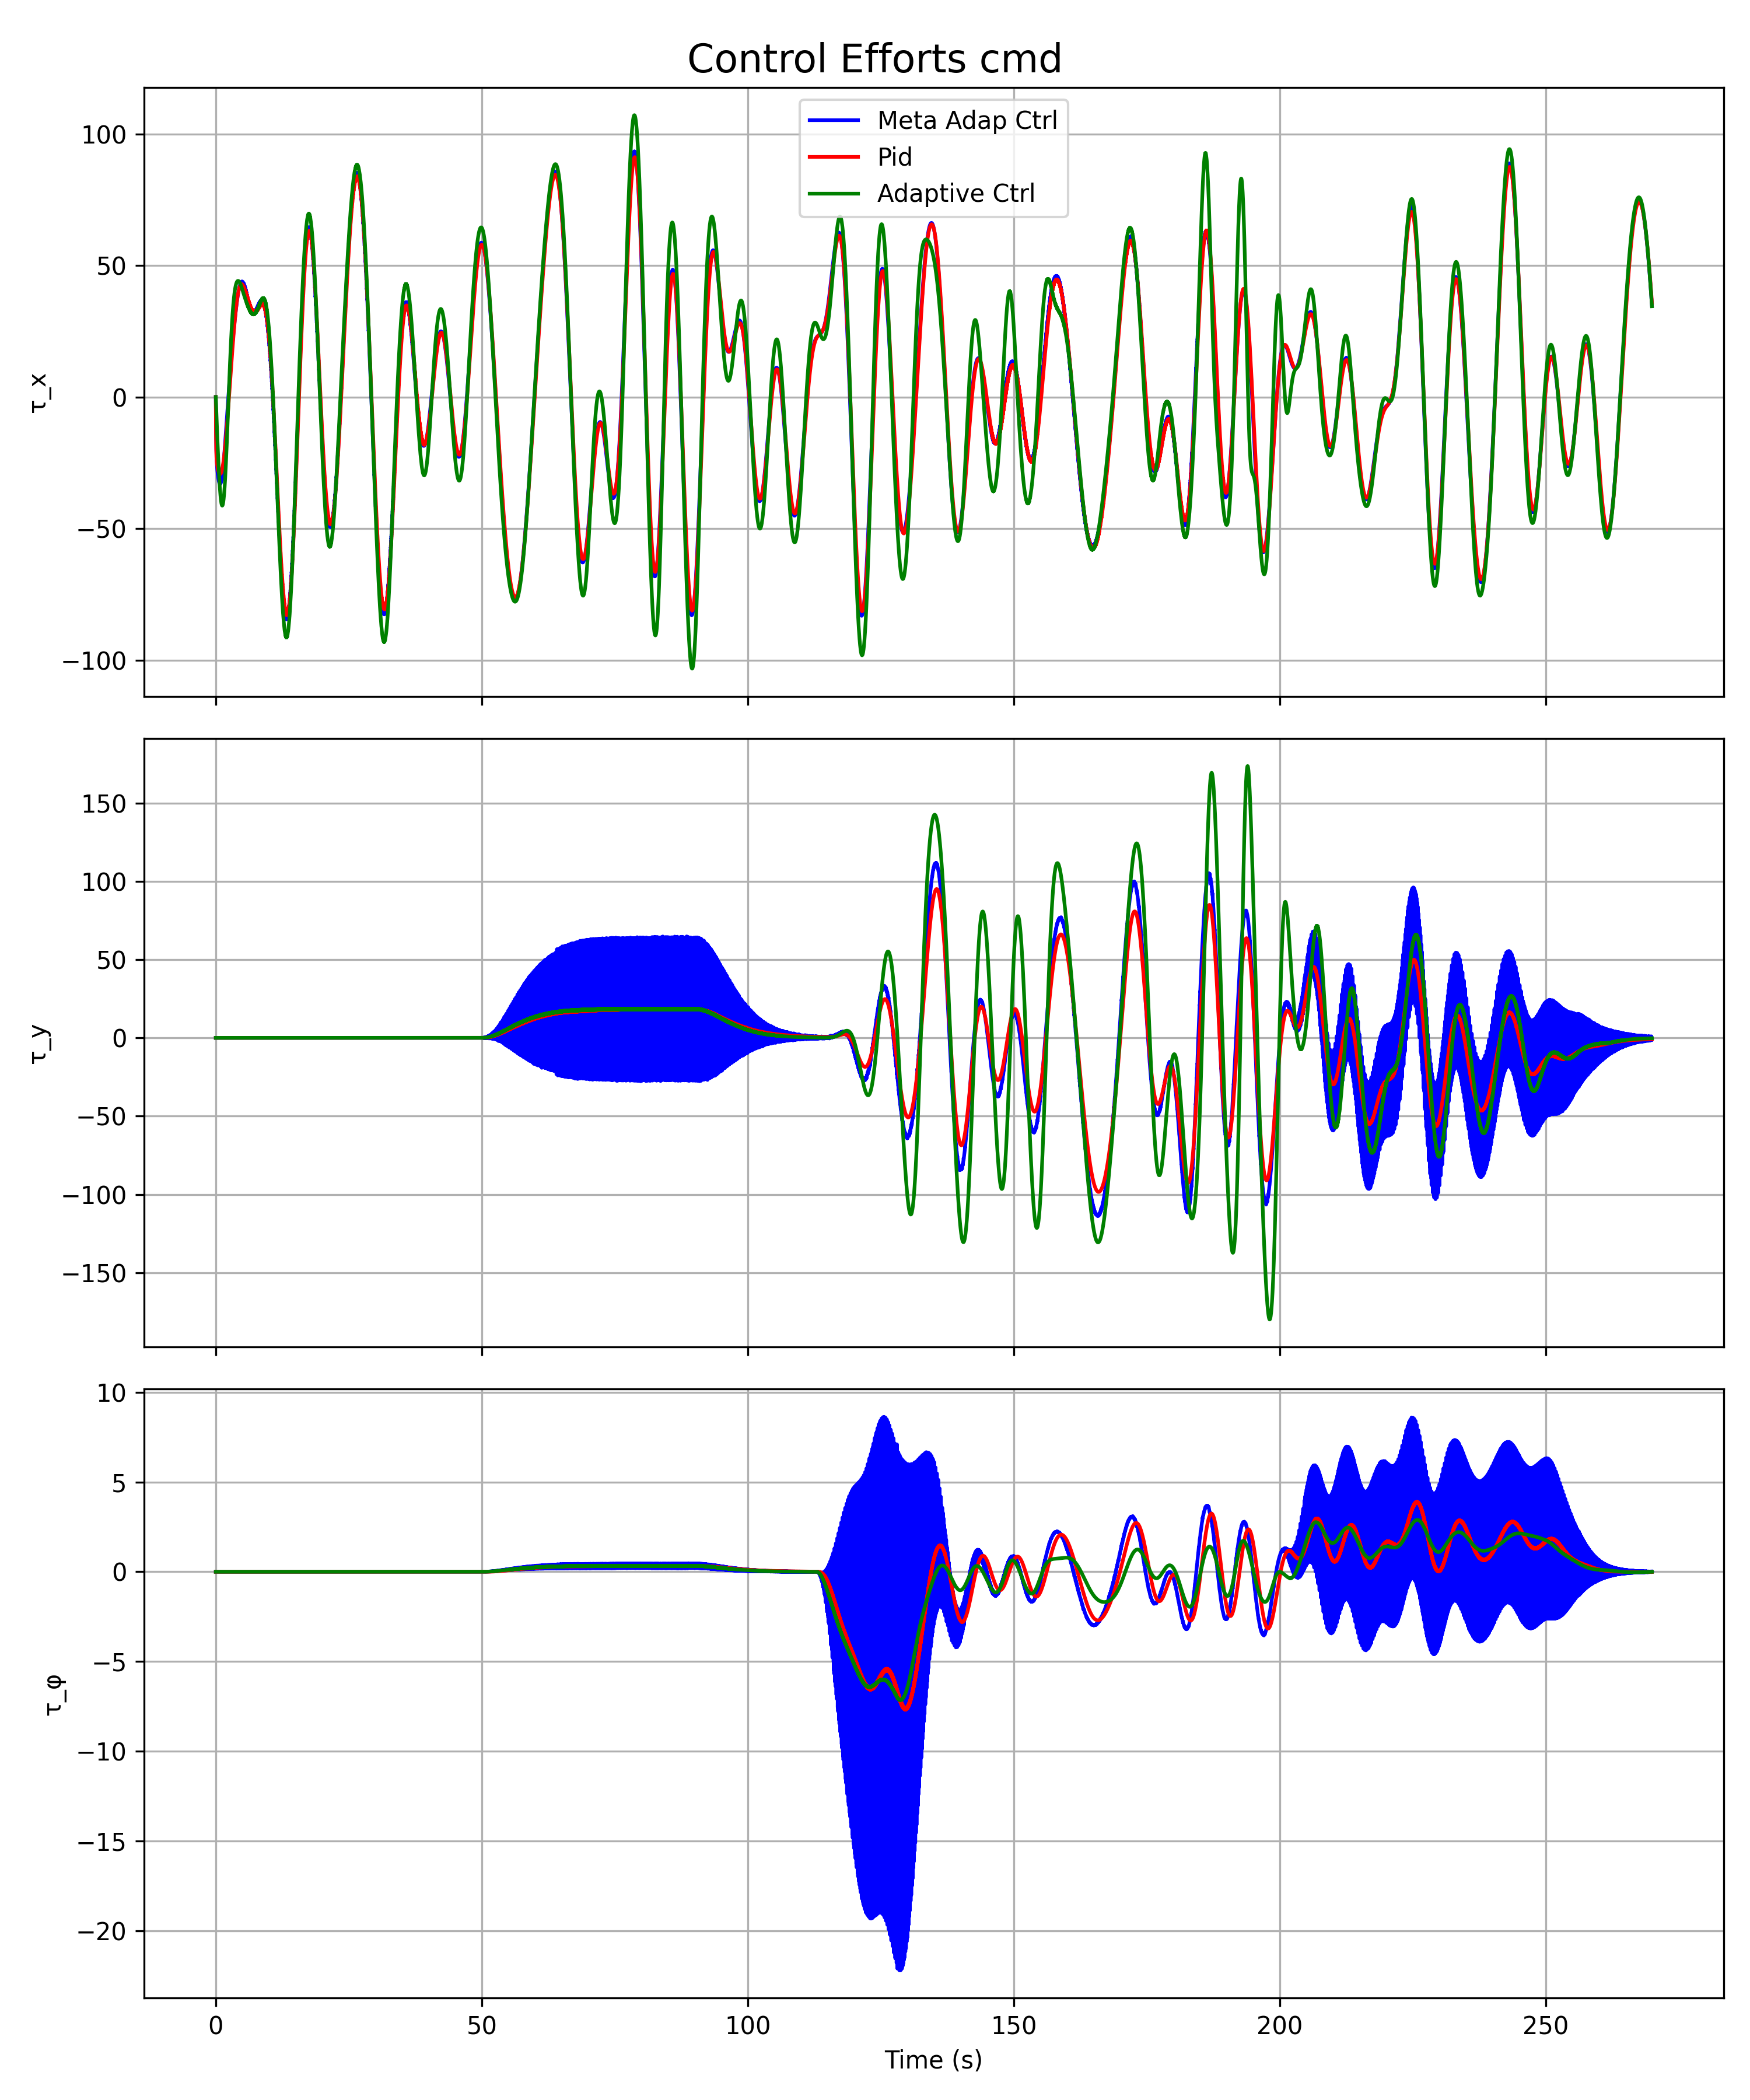 Control Efforts cmd
Meta Adap Ctrl
Pid
Adaptive Ctrl
100
50
0
−50
−100
τ_x
150
100
50
0
−50
−100
−150
τ_y
10
5
0
−5
−10
−15
−20
τ_φ
0 50 100 150 200 250
Time (s)